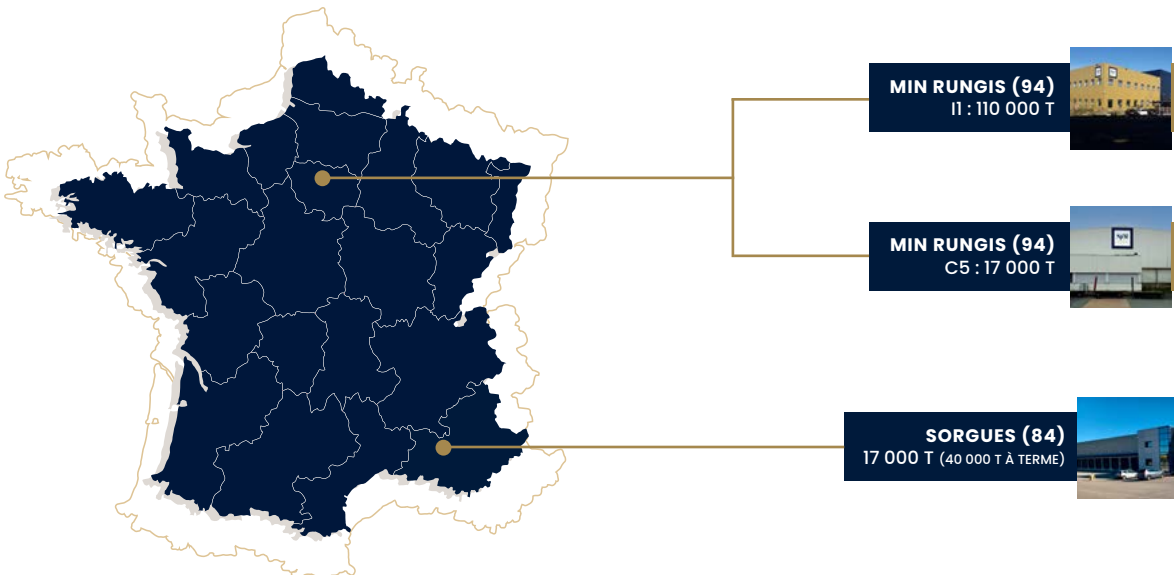 MIN RUNGIS (94)
I1 : 110 000 T
MIN RUNGIS (94)
C5 : 17 000 T
SORGUES (84)
17 000 T (40 000 T À TERME)